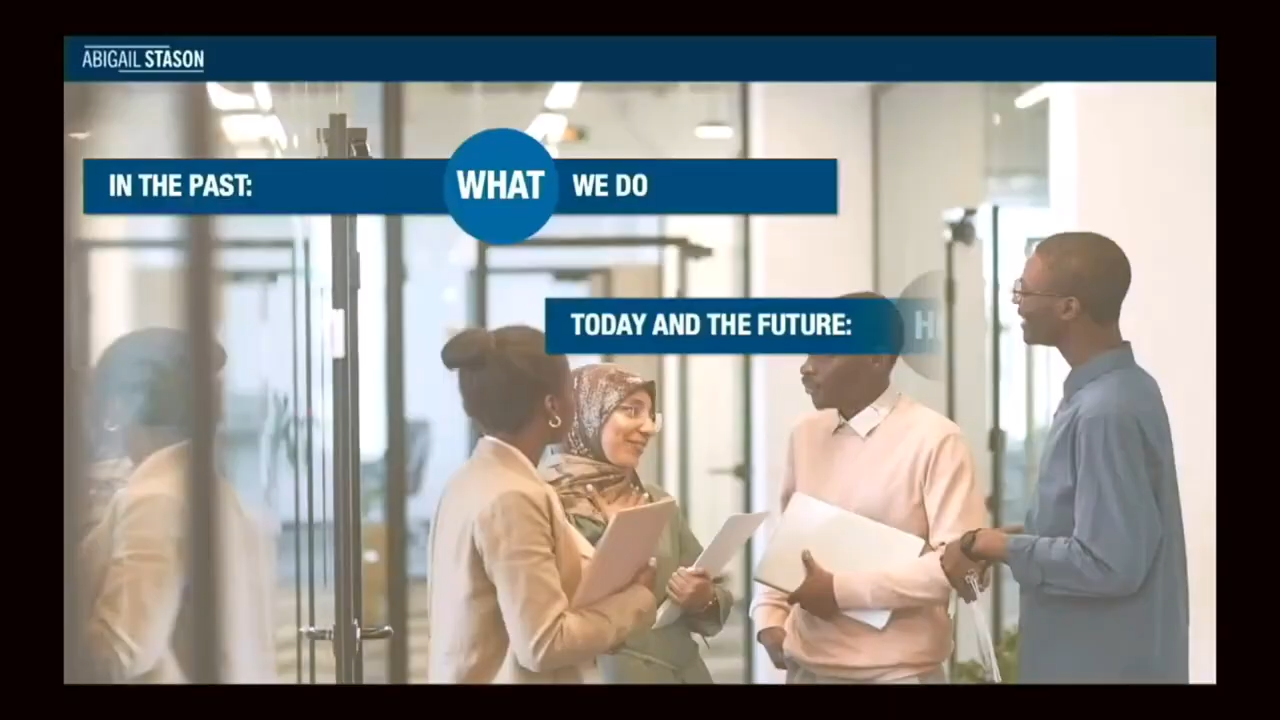 ABIGAIL STASON
IN THE PAST: WHAT WE DO
TODAY AND THE FUTURE: